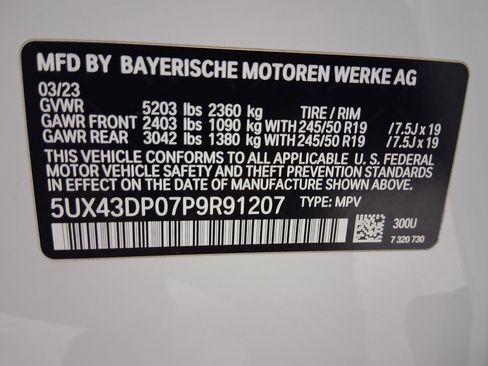 MFD BY BAYERISCHE MOTOREN WERKE AG
03/23
GVWR 5203 lbs 2360 kg TIRE / RIM
GAWR FRONT 2403 lbs 1090 kg WITH 245/50 R19 /7.5J x 19
GAWR REAR 3042 lbs 1380 kg WITH 245/50 R19 /7.5J x 19
THIS VEHICLE CONFORMS TO ALL APPLICABLE U. S. FEDERAL
MOTOR VEHICLE SAFETY AND THEFT PREVENTION STANDARDS
IN EFFECT ON THE DATE OF MANUFACTURE SHOWN ABOVE.
5UX43DP07P9R91207 TYPE: MPV
300U
7 320 730